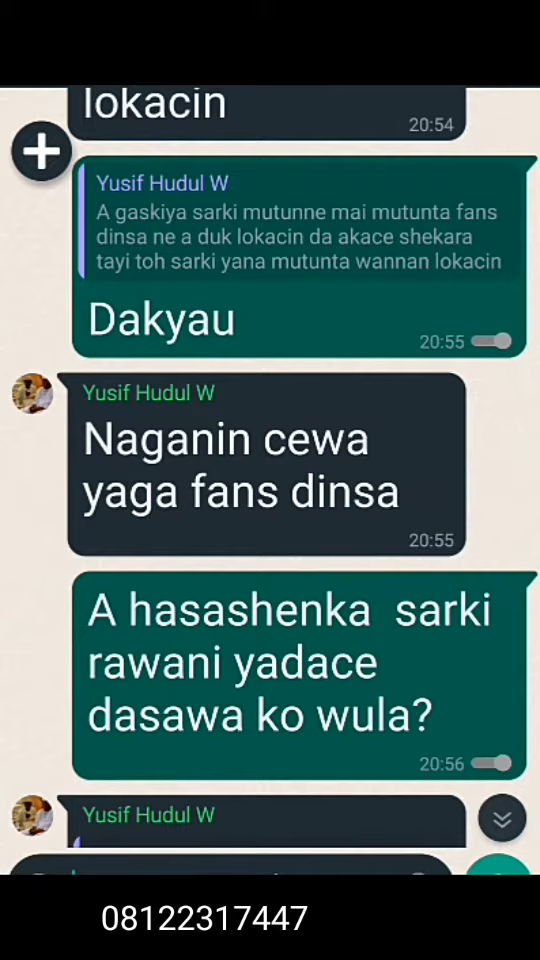 lokacin
20:54
Yusif Hudul W
A gaskiya sarki mutunne mai mutunta fans
dinsa ne a duk lokacin da akace shekara
tayi toh sarki yana mutunta wannan lokacin
Dakyau
20:55
Yusif Hudul W
Naganin cewa
yaga fans dinsa
20:55
A hasashenka sarki
rawani yadace
dasawa ko wula?
20:56
Yusif Hudul W
08122317447